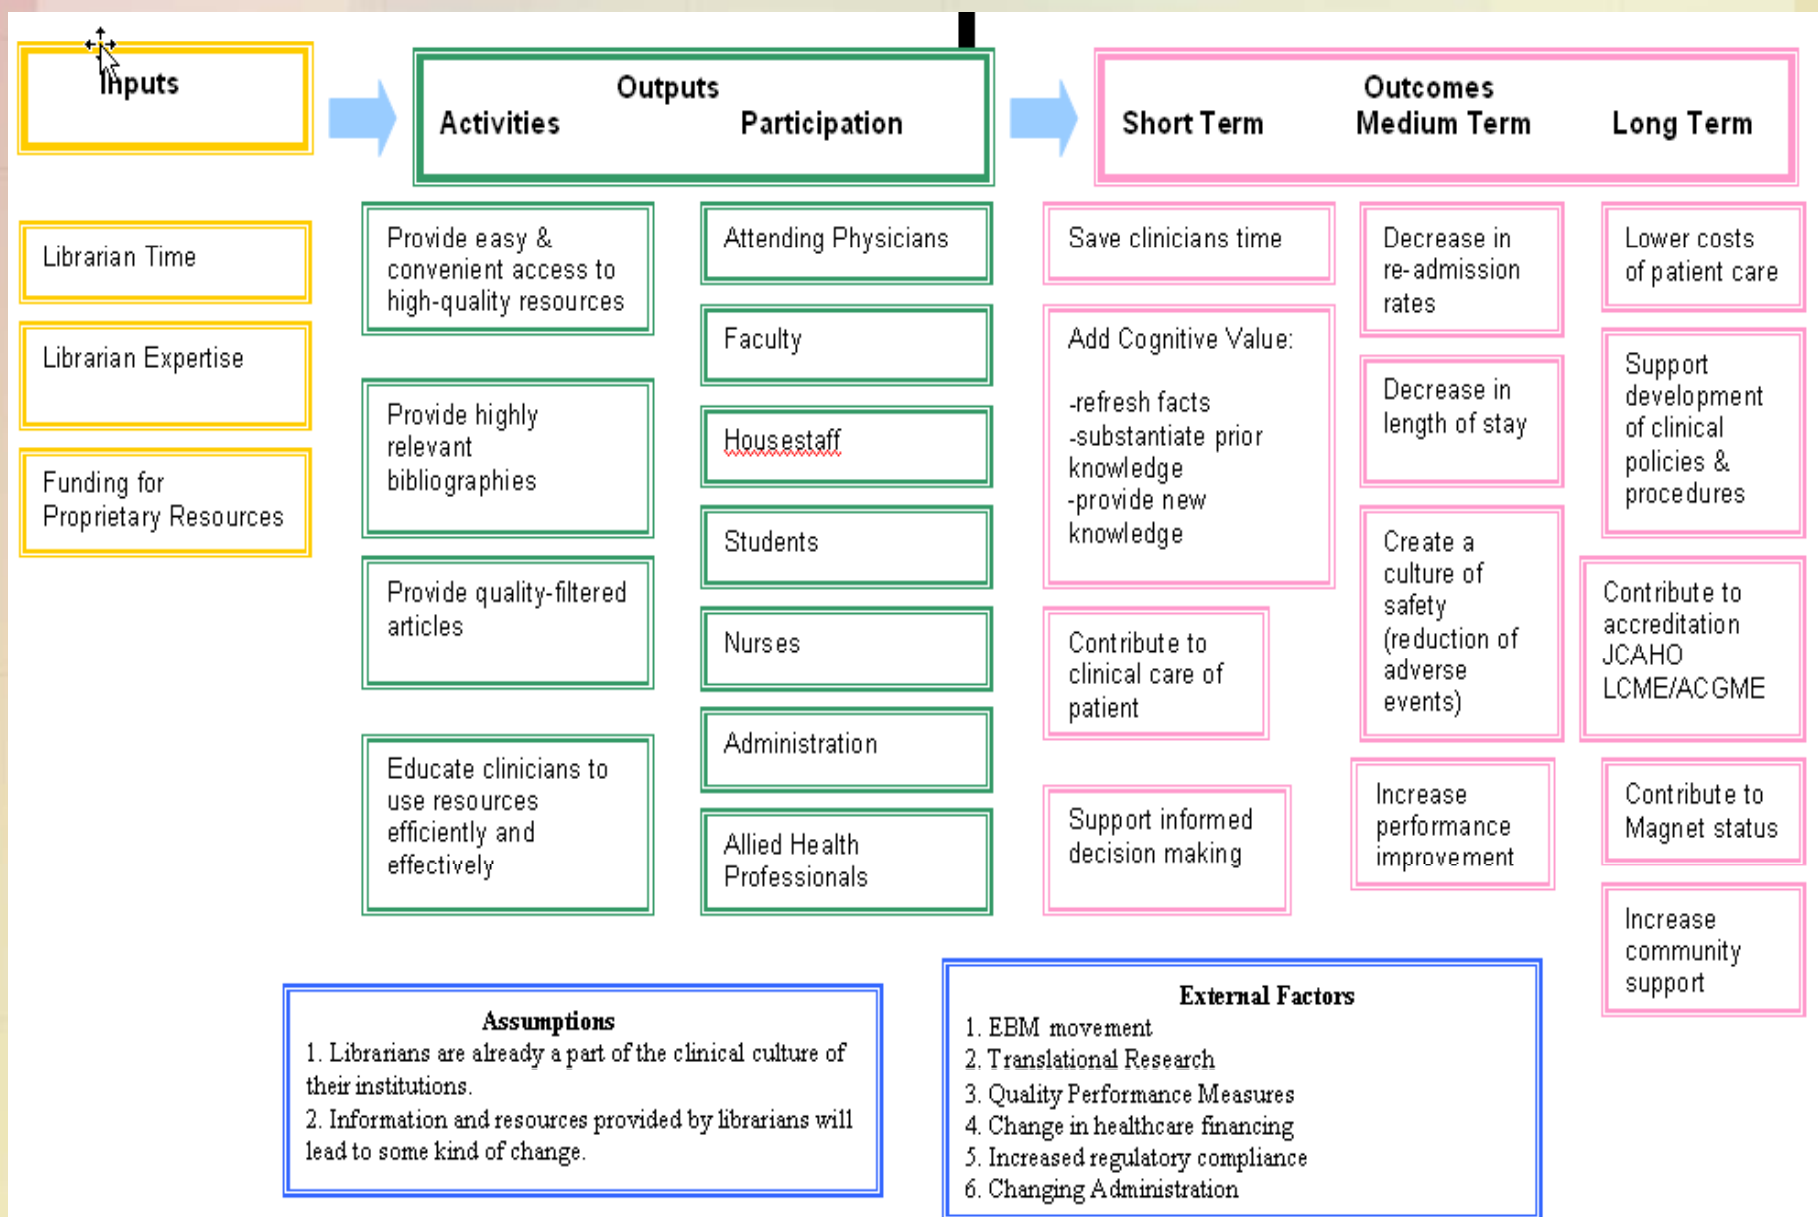 Inputs
Outputs
Activities
Participation
Outcomes
Short Term
Medium Term
Long Term
Librarian Time
Librarian Expertise
Funding for
Proprietary Resources
Provide easy &
convenient access to
high-quality resources
Provide highly
relevant
bibliographies
Provide quality-filtered
articles
Educate clinicians to
use resources
efficiently and
effectively
Attending Physicians
Faculty
Housestaff
Students
Nurses
Administration
Allied Health
Professionals
Save clinicians time
Add Cognitive Value:
-refresh facts
-substantiate prior
knowledge
-provide new
knowledge
Contribute to
clinical care of
patient
Support informed
decision making
Decrease in
re-admission
rates
Decrease in
length of stay
Create a
culture of
safety
(reduction of
adverse
events)
Increase
performance
improvement
Lower costs
of patient care
Support
development
of clinical
policies &
procedures
Contribute to
accreditation
JCAHO
LCME/ACGME
Contribute to
Magnet status
Increase
community
support
Assumptions
1. Librarians are already a part of the clinical culture of
their institutions.
2. Information and resources provided by librarians will
lead to some kind of change.
External Factors
1. EBM movement
2. Translational Research
3. Quality Performance Measures
4. Change in healthcare financing
5. Increased regulatory compliance
6. Changing Administration